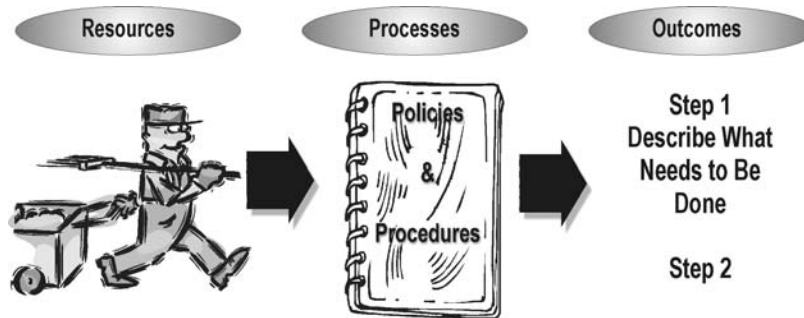 Resources
Processes
Outcomes
Policies
&
Procedures
Step 1
Describe What
Needs to Be
Done
Step 2